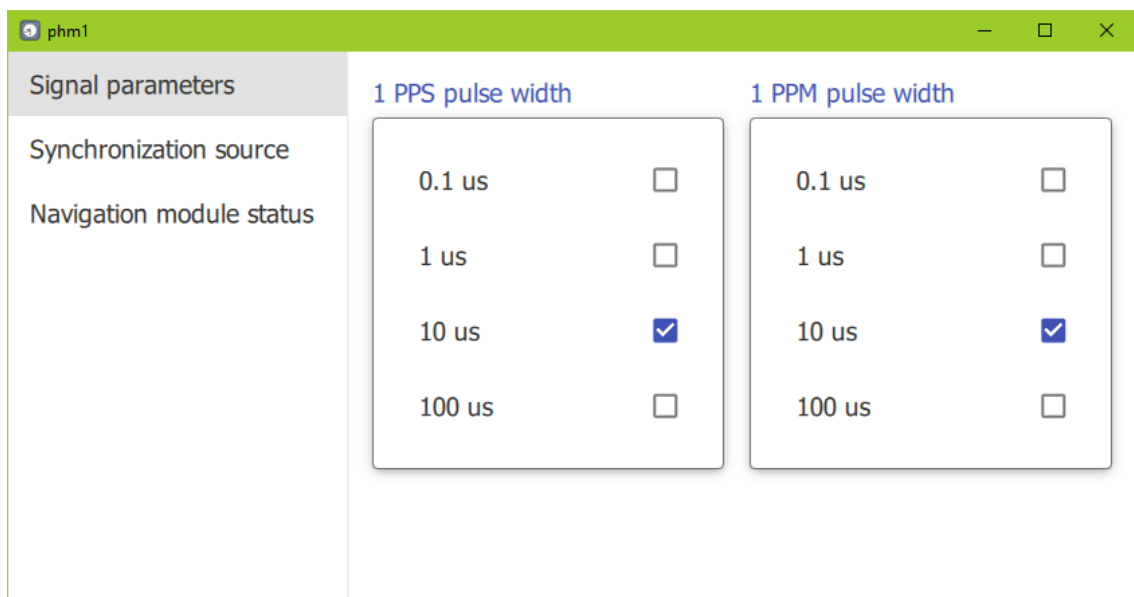 phm1
Signal parameters
Synchronization source
Navigation module status
1 PPS pulse width
0.1 us
1 us
10 us
100 us
1 PPM pulse width
0.1 us
1 us
10 us
100 us